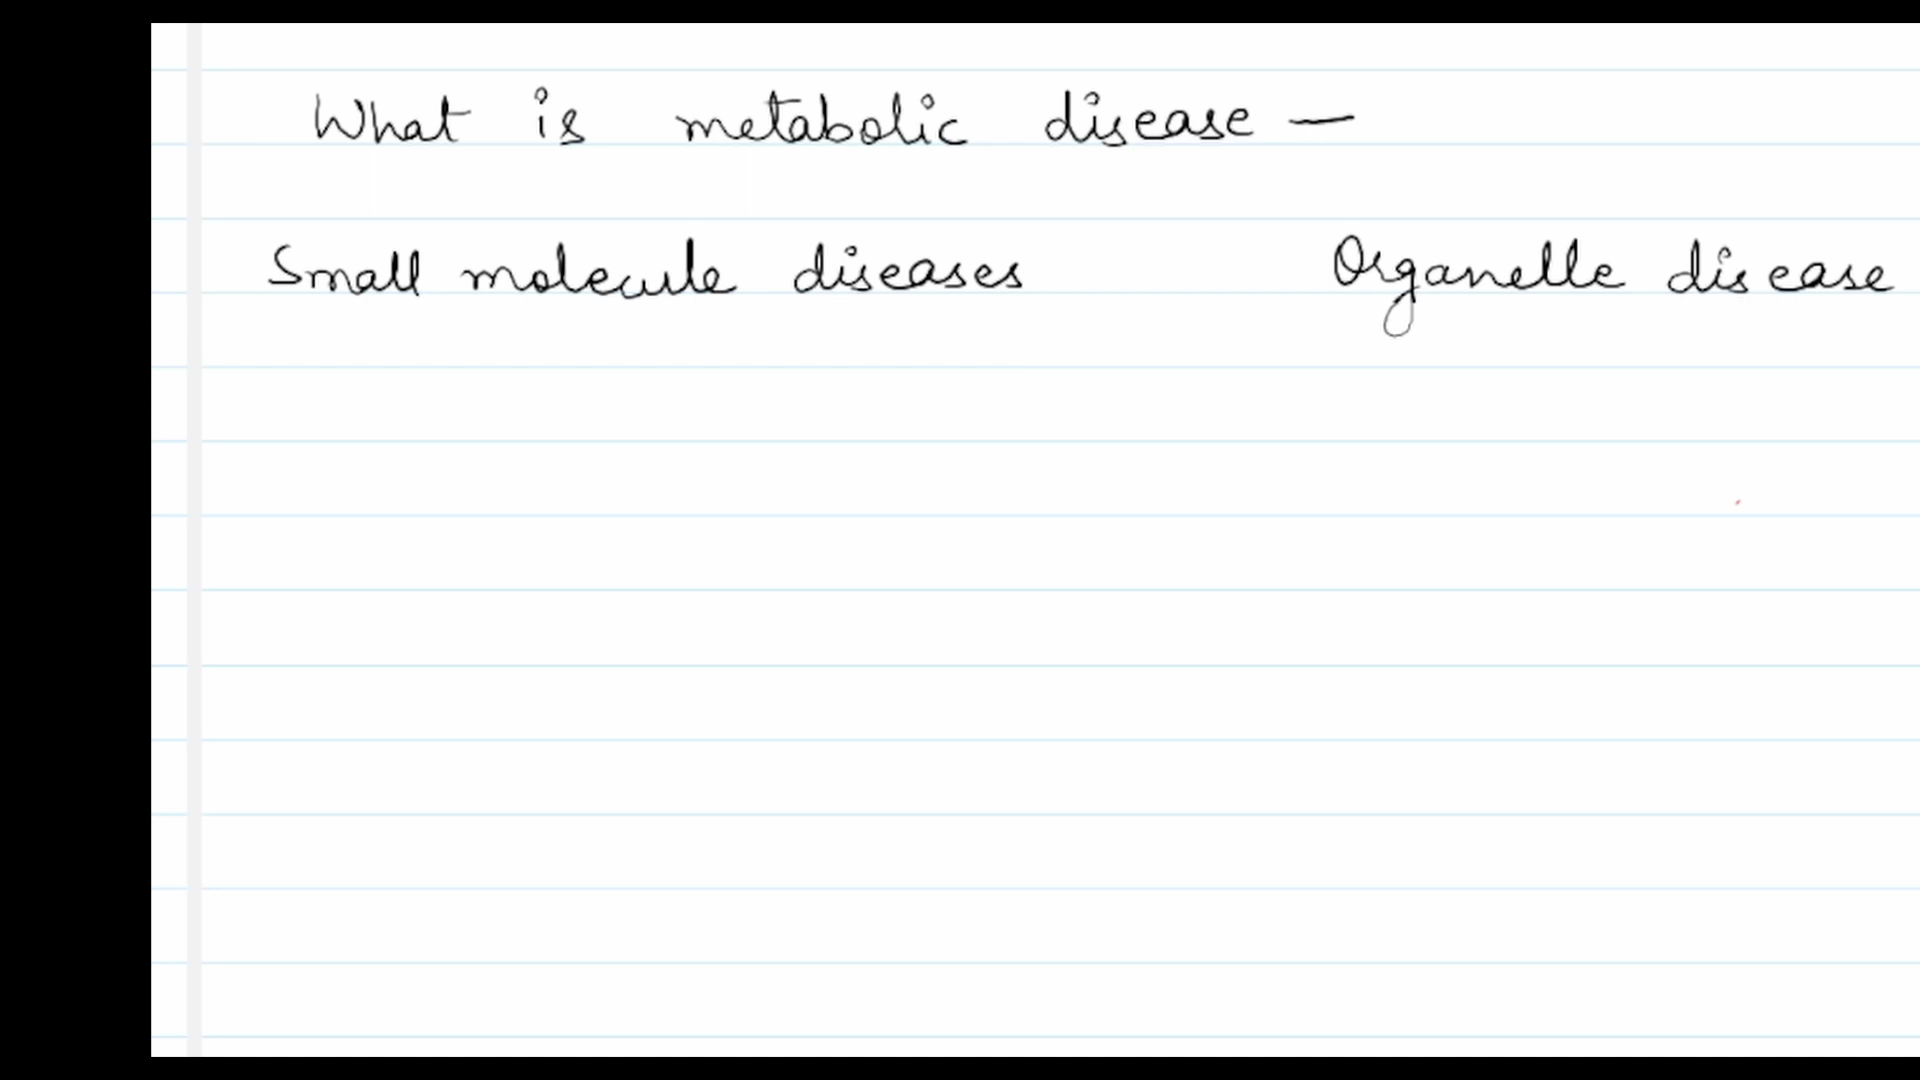 What is metabolic disease —
Small molecule diseases Organelle disease